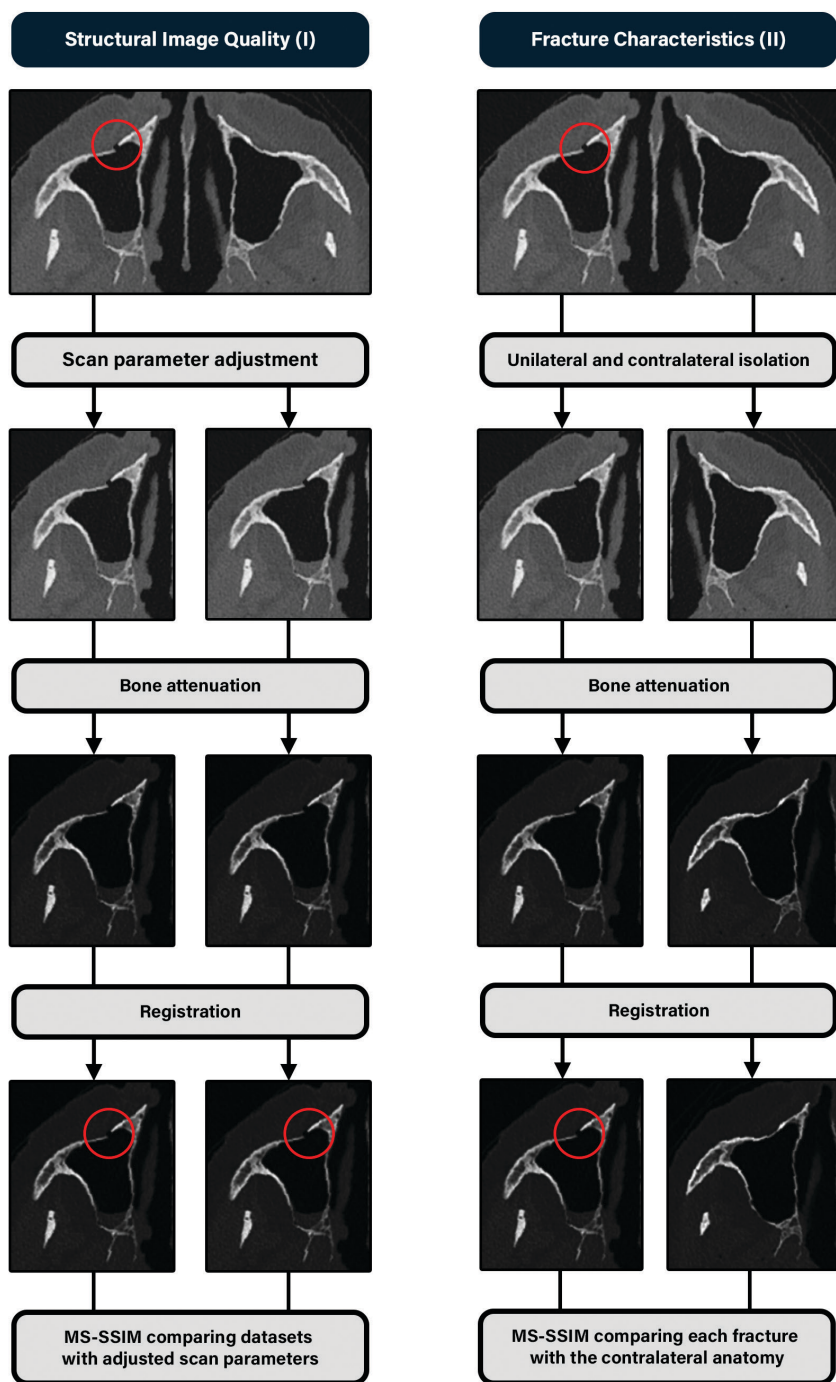 Structural Image Quality (I)
Scan parameter adjustment
Bone attenuation
Registration
MS-SSIM comparing datasets
with adjusted scan parameters
Fracture Characteristics (II)
Unilateral and contralateral isolation
Bone attenuation
Registration
MS-SSIM comparing each fracture
with the contralateral anatomy